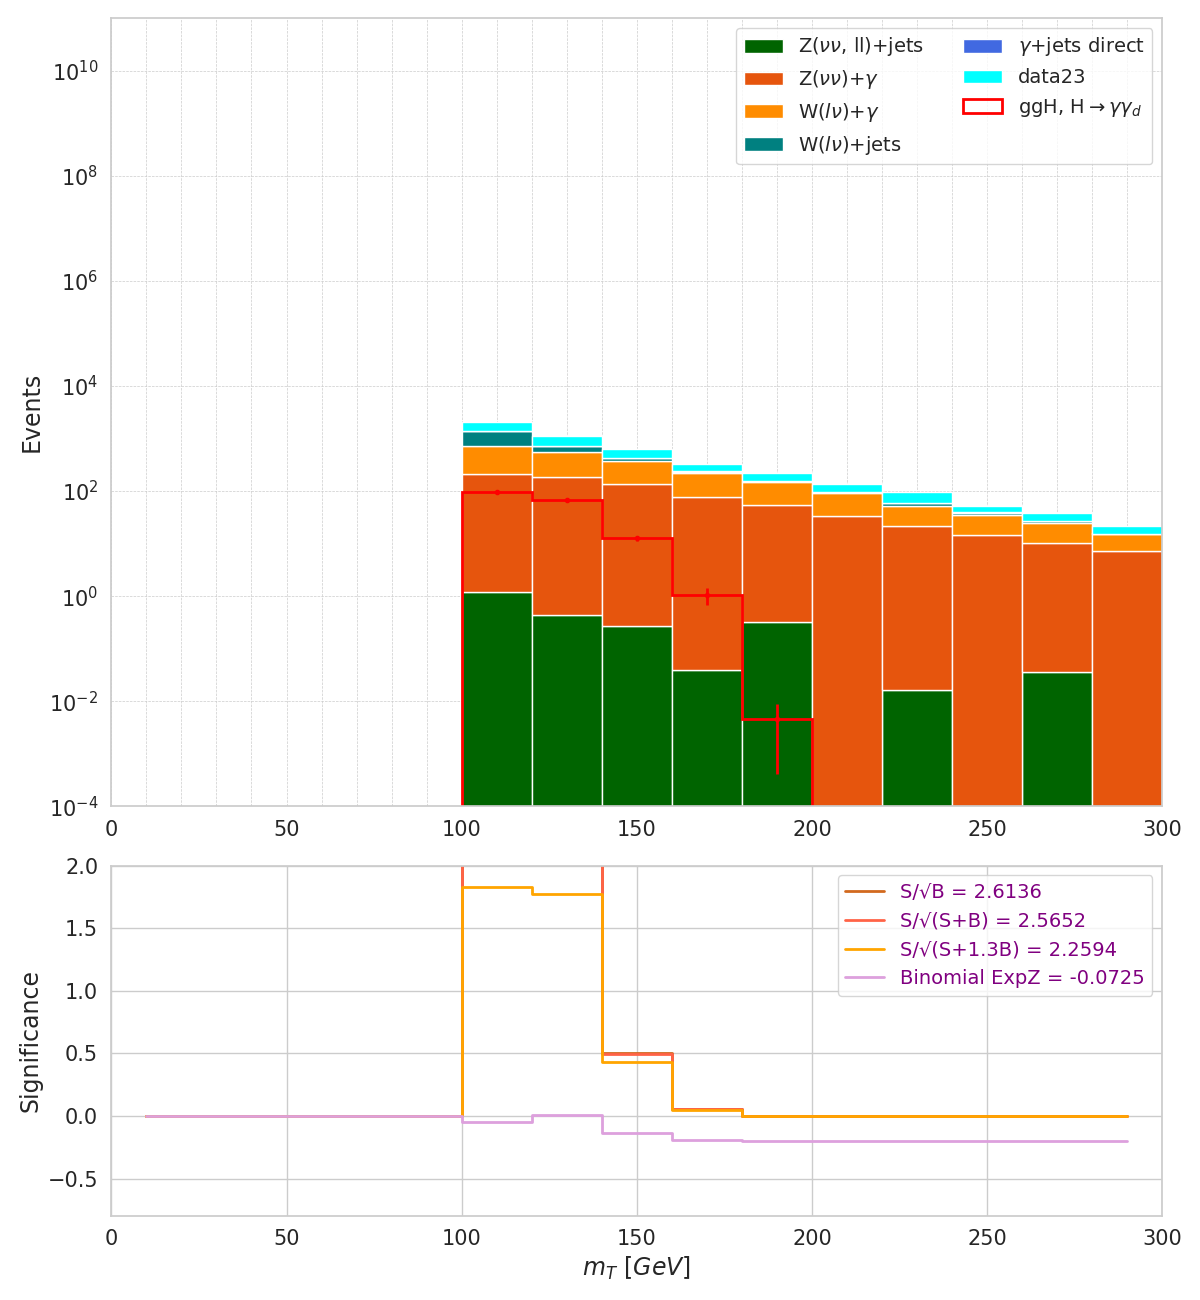 Z(νν, ll)+jets
Z(νν)+γ
W(lν)+γ
W(lν)+jets
γ+jets direct
data23
ggH, H→γγ_d
Events
10^10
10^8
10^6
10^4
10^2
10^0
10^−2
10^−4
0 50 100 150 200 250 300
S/√B = 2.6136
S/√(S+B) = 2.5652
S/√(S+1.3B) = 2.2594
Binomial ExpZ = -0.0725
Significance
2.0
1.5
1.0
0.5
0.0
−0.5
0 50 100 150 200 250 300
m_T [GeV]